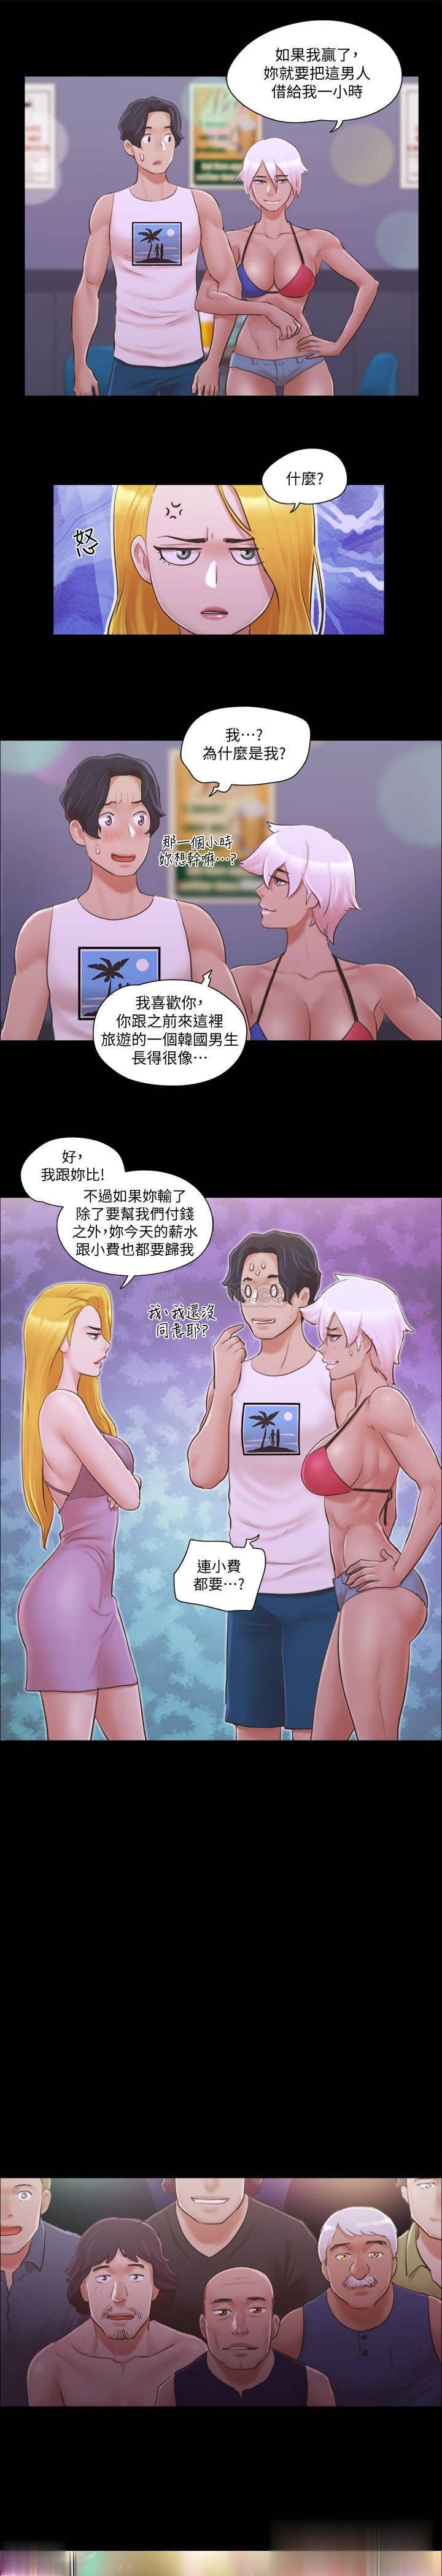 如果我贏了，
妳就要把這男人
借給我一小時
什麼?
怒
我…?
為什麼是我?
那一個小時
妳想幹嘛…?
我喜歡你，
你跟之前來這裡
旅遊的一個韓國男生
長得很像…
好，
我跟妳比!
不過如果妳輸了
除了要幫我們付錢
之外，妳今天的薪水
跟小費也都要歸我
我、我還沒
同意耶?
連小費
都要…?